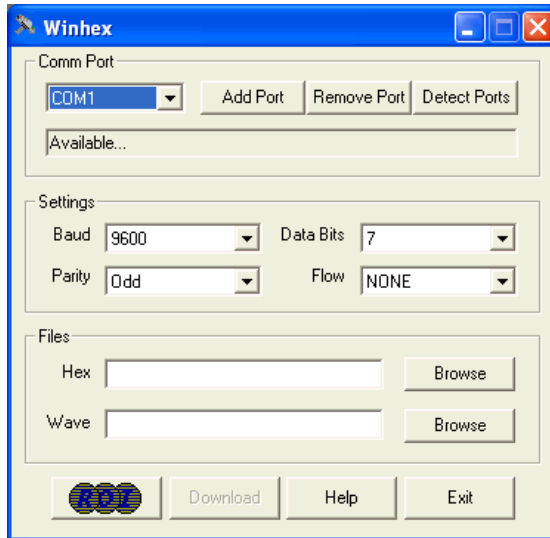 Winhex
Comm Port
COM1 Add Port Remove Port Detect Ports
Available...
Settings
Baud 9600 Data Bits 7
Parity Odd Flow NONE
Files
Hex Browse
Wave Browse
Download Help Exit